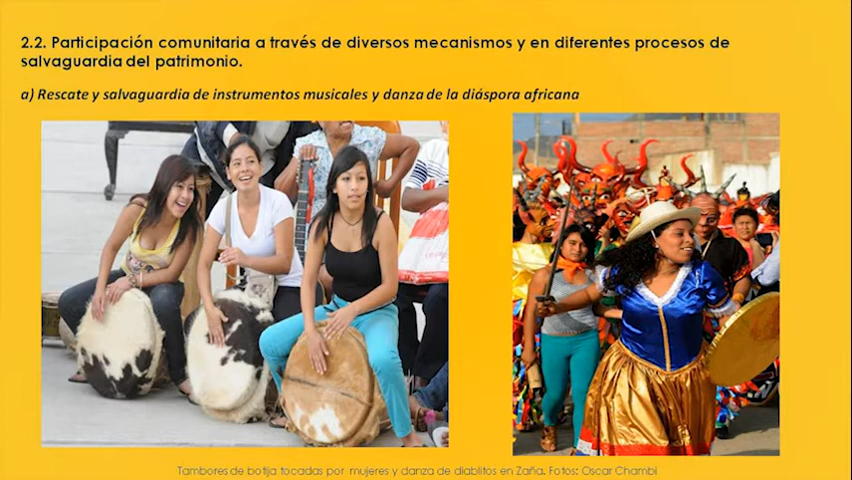 2.2. Participación comunitaria a través de diversos mecanismos y en diferentes procesos de
salvaguardia del patrimonio.
a) Rescate y salvaguardia de instrumentos musicales y danza de la diáspora africana
Tambores de botija tocadas por mujeres y danza de diablitos en Zaña. Fotos: Oscar Chambi